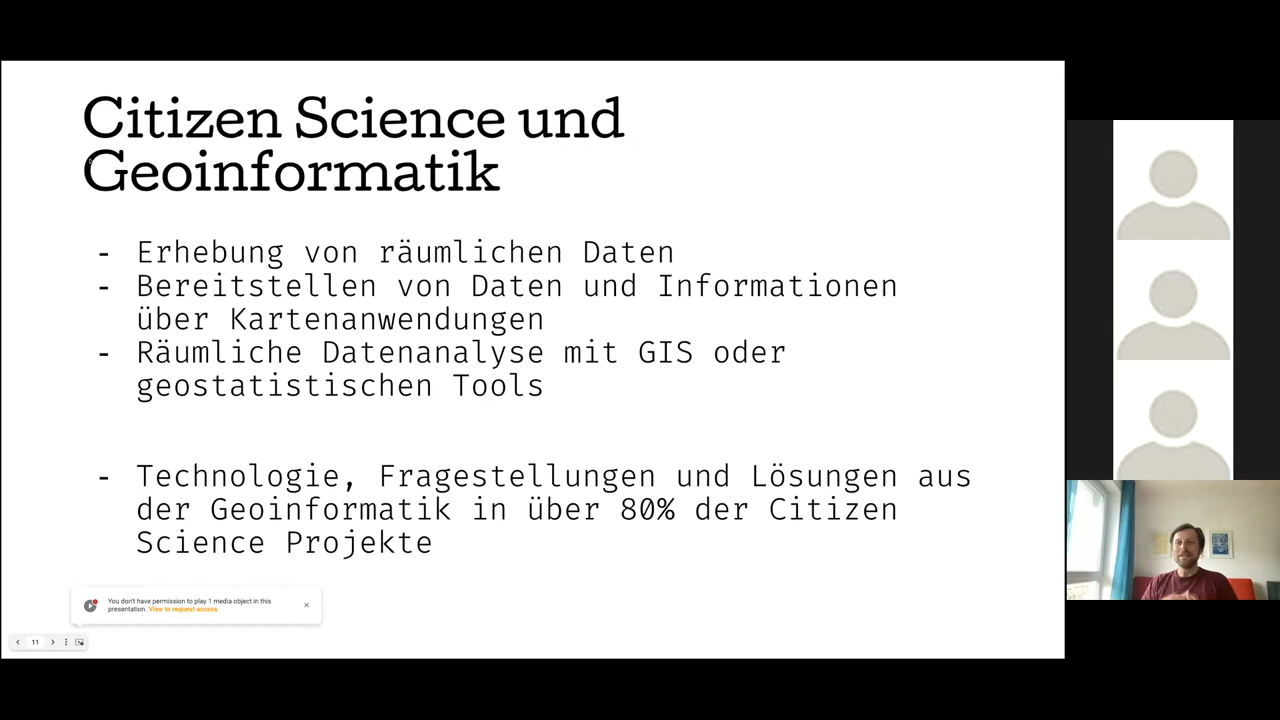 Citizen Science und
Geoinformatik
- Erhebung von räumlichen Daten
- Bereitstellen von Daten und Informationen
über Kartenanwendungen
- Räumliche Datenanalyse mit GIS oder
geostatistischen Tools
- Technologie, Fragestellungen und Lösungen aus
der Geoinformatik in über 80% der Citizen
Science Projekte
You don't have permission to play 1 media object in this
presentation. View to request access
11